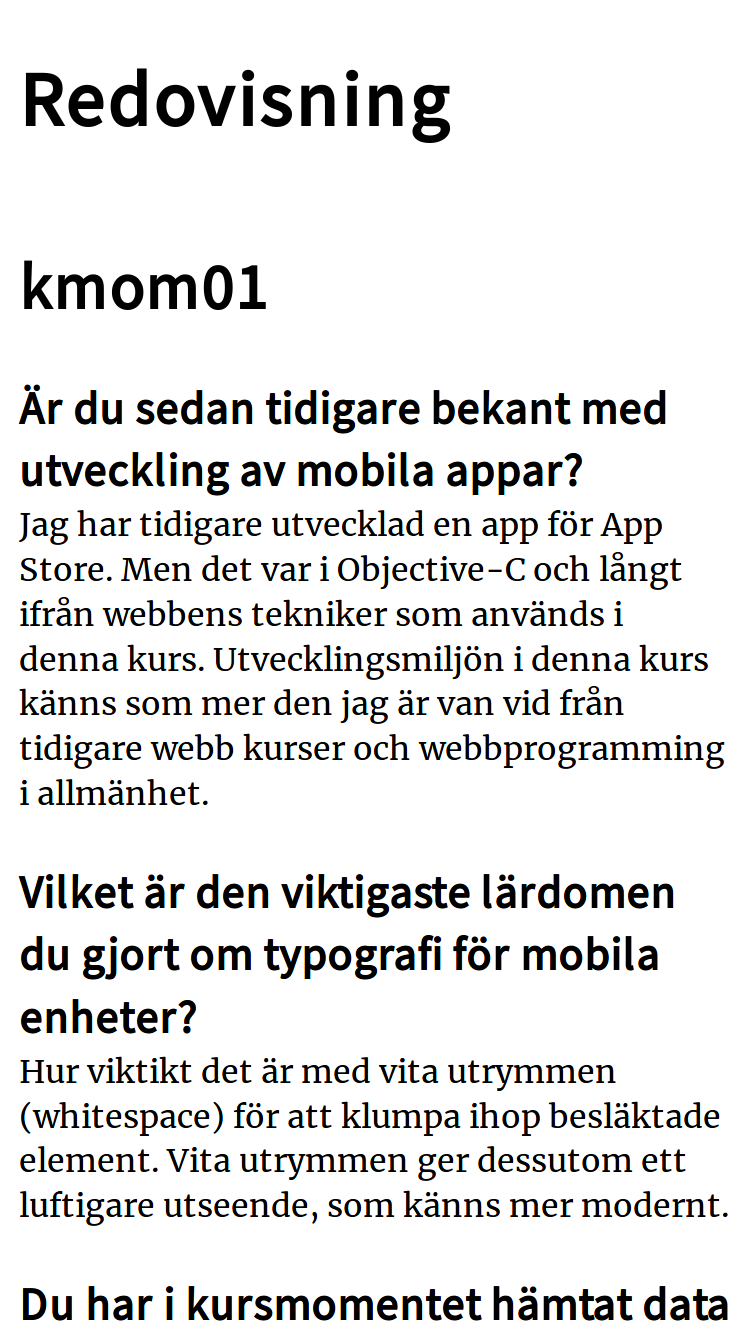 Redovisning
kmom01
Är du sedan tidigare bekant med
utveckling av mobila appar?
Jag har tidigare utvecklad en app för App
Store. Men det var i Objective-C och långt
ifrån webbens tekniker som används i
denna kurs. Utvecklingsmiljön i denna kurs
känns som mer den jag är van vid från
tidigare webb kurser och webbprogramming
i allmänhet.
Vilket är den viktigaste lärdomen
du gjort om typografi för mobila
enheter?
Hur viktikt det är med vita utrymmen
(whitespace) för att klumpa ihop besläktade
element. Vita utrymmen ger dessutom ett
luftigare utseende, som känns mer modernt.
Du har i kursmomentet hämtat data